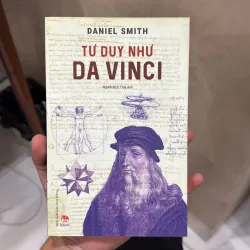 DANIEL SMITH
TƯ DUY NHƯ
DA VINCI